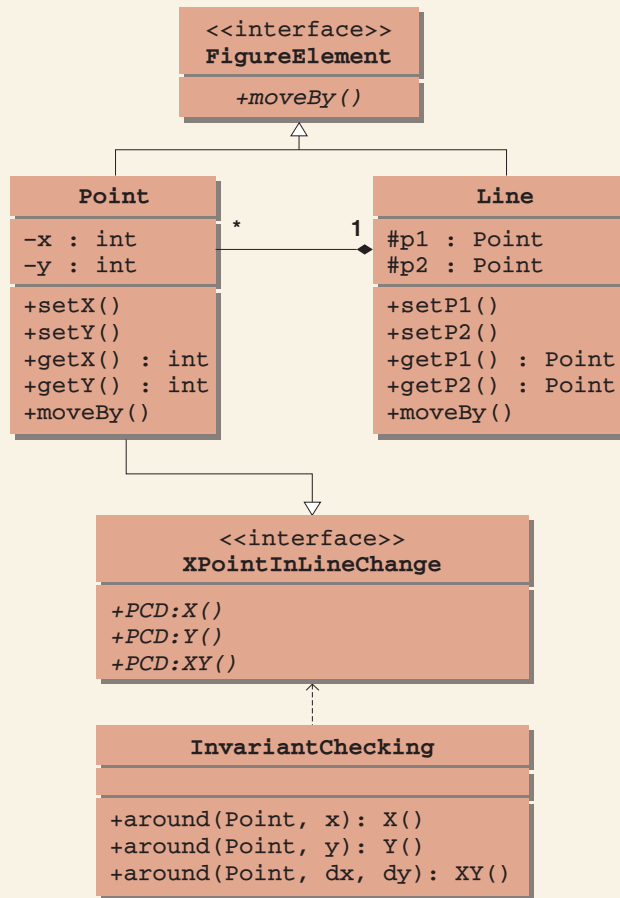 <<interface>>
FigureElement
+moveBy()
Point
-x : int
-y : int
+setX()
+setY()
+getX() : int
+getY() : int
+moveBy()
*
1
Line
#p1 : Point
#p2 : Point
+setP1()
+setP2()
+getP1() : Point
+getP2() : Point
+moveBy()
<<interface>>
XPointInLineChange
+PCD:X()
+PCD:Y()
+PCD:XY()
InvariantChecking
+around(Point, x): X()
+around(Point, y): Y()
+around(Point, dx, dy): XY()